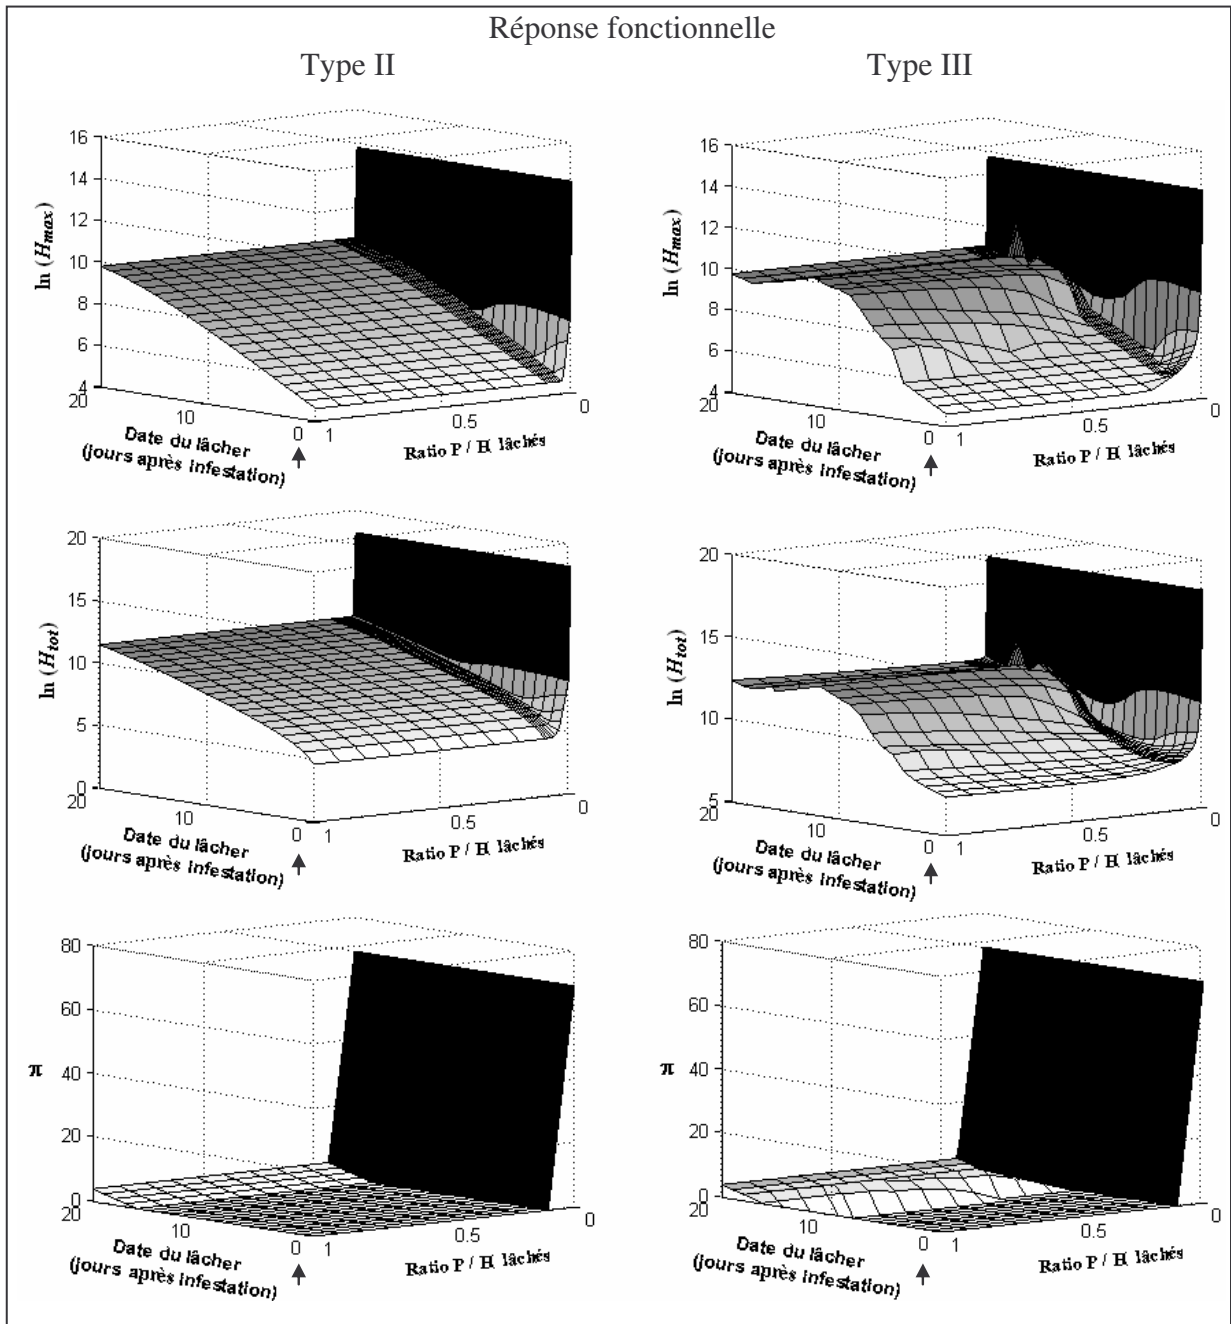 Réponse fonctionnelle
Type II
Type III
16
14
12
10
8
6
4
ln (Hmax)
20
10
0
Date du lâcher
(jours après infestation)
1
0.5
0
Ratio P / H lâchés
16
14
12
10
8
6
4
ln (Hmax)
20
10
0
Date du lâcher
(jours après infestation)
1
0.5
0
Ratio P / H lâchés
20
15
10
5
0
ln (Htot)
20
10
0
Date du lâcher
(jours après infestation)
1
0.5
0
Ratio P / H lâchés
20
15
10
5
ln (Htot)
20
10
0
Date du lâcher
(jours après infestation)
1
0.5
0
Ratio P / H lâchés
80
60
40
20
0
π
20
10
0
Date du lâcher
(jours après infestation)
1
0.5
0
Ratio P / H lâchés
80
60
40
20
0
π
20
10
0
Date du lâcher
(jours après infestation)
1
0.5
0
Ratio P / H lâchés